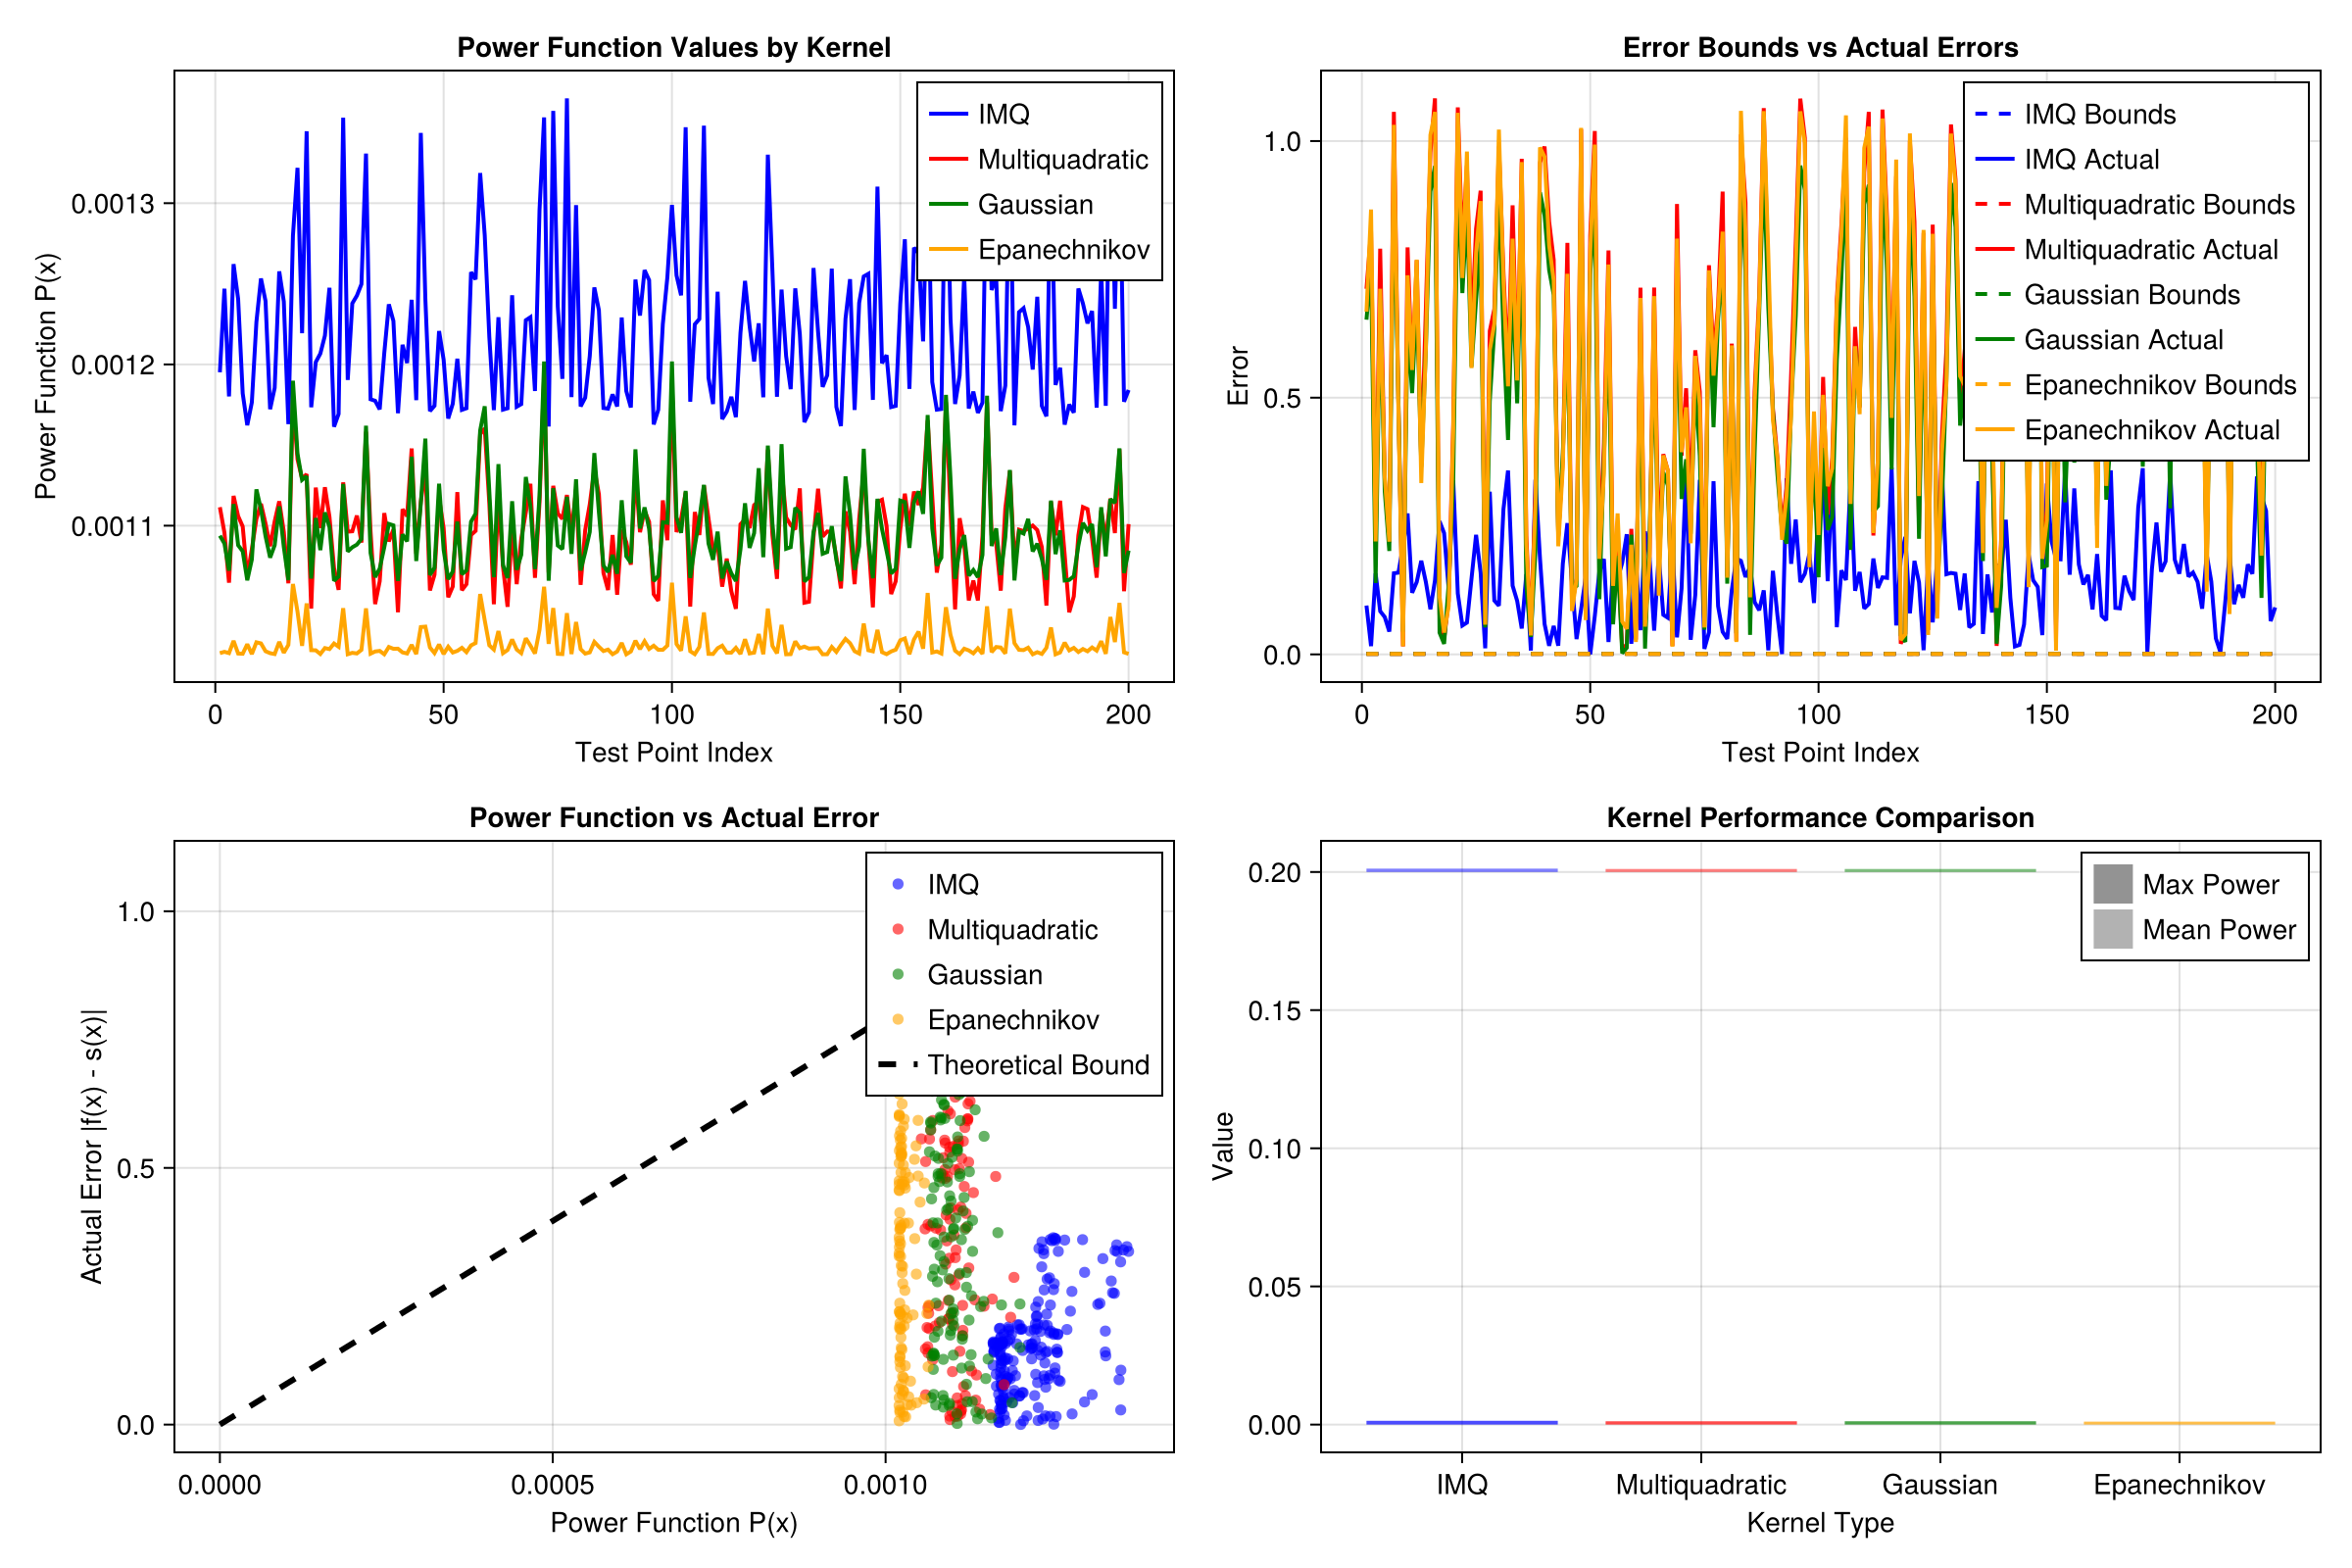 Power Function Values by Kernel
Power Function P(x)
0.0013
0.0012
0.0011
IMQ
Multiquadratic
Gaussian
Epanechnikov
0
50
100
150
200
Test Point Index
Error Bounds vs Actual Errors
Error
1.0
0.5
0.0
IMQ Bounds
IMQ Actual
Multiquadratic Bounds
Multiquadratic Actual
Gaussian Bounds
Gaussian Actual
Epanechnikov Bounds
Epanechnikov Actual
0
50
100
150
200
Test Point Index
Power Function vs Actual Error
Actual Error |f(x) - s(x)|
1.0
0.5
0.0
IMQ
Multiquadratic
Gaussian
Epanechnikov
Theoretical Bound
0.0000
0.0005
0.0010
Power Function P(x)
Kernel Performance Comparison
Value
0.20
0.15
0.10
0.05
0.00
Max Power
Mean Power
IMQ
Multiquadratic
Gaussian
Epanechnikov
Kernel Type